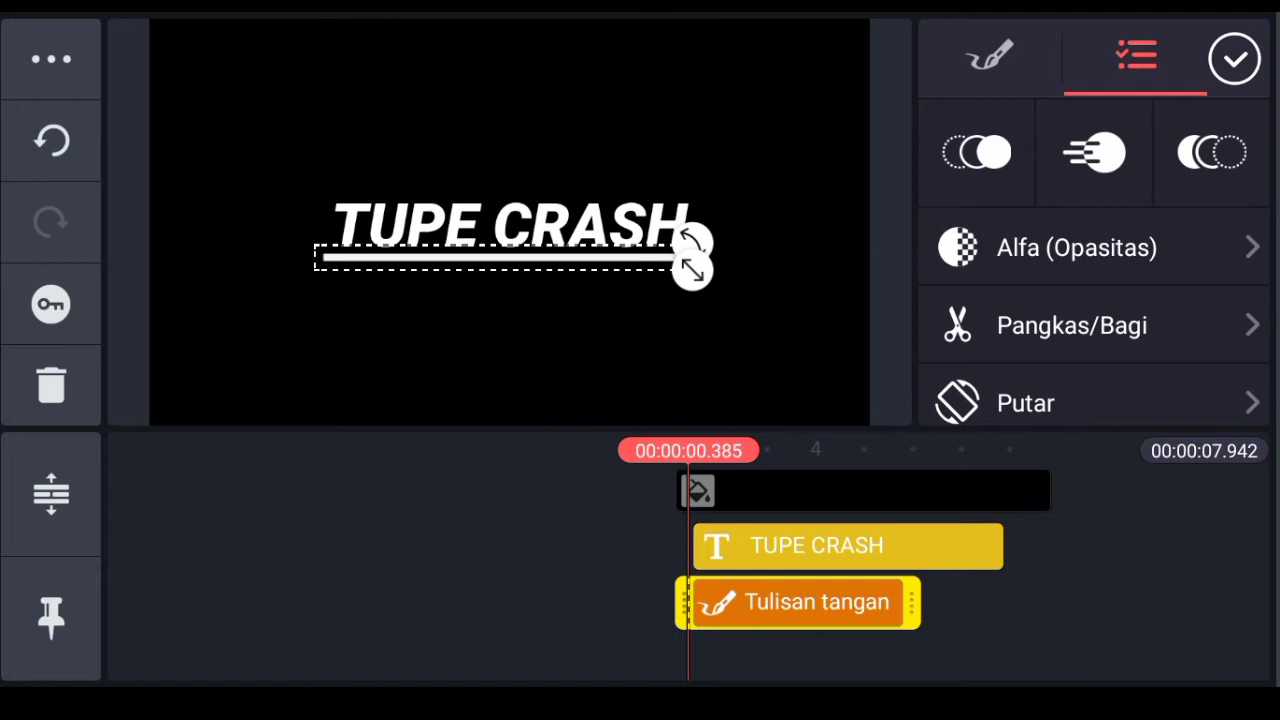 TUPE CRASH
Alfa (Opasitas)
Pangkas/Bagi
Putar
00:00:00.385
4
00:00:07.942
T TUPE CRASH
Tulisan tangan